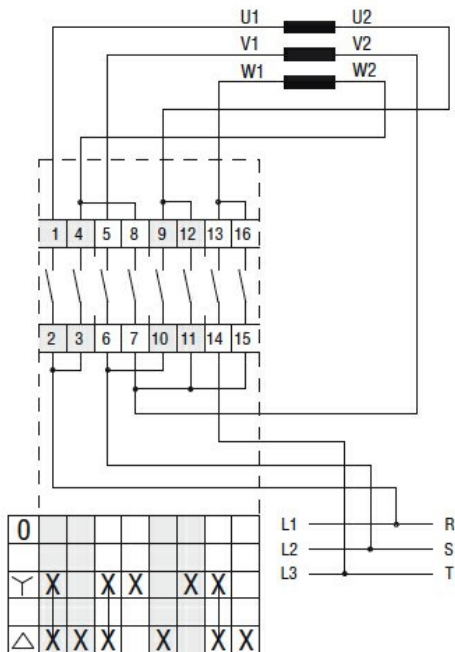 U1 U2
V1 V2
W1 W2
1 4 5 8 9 12 13 16
2 3 6 7 10 11 14 15
L1 R
L2 S
L3 T
0
Y X X X X X
△ X X X X X X